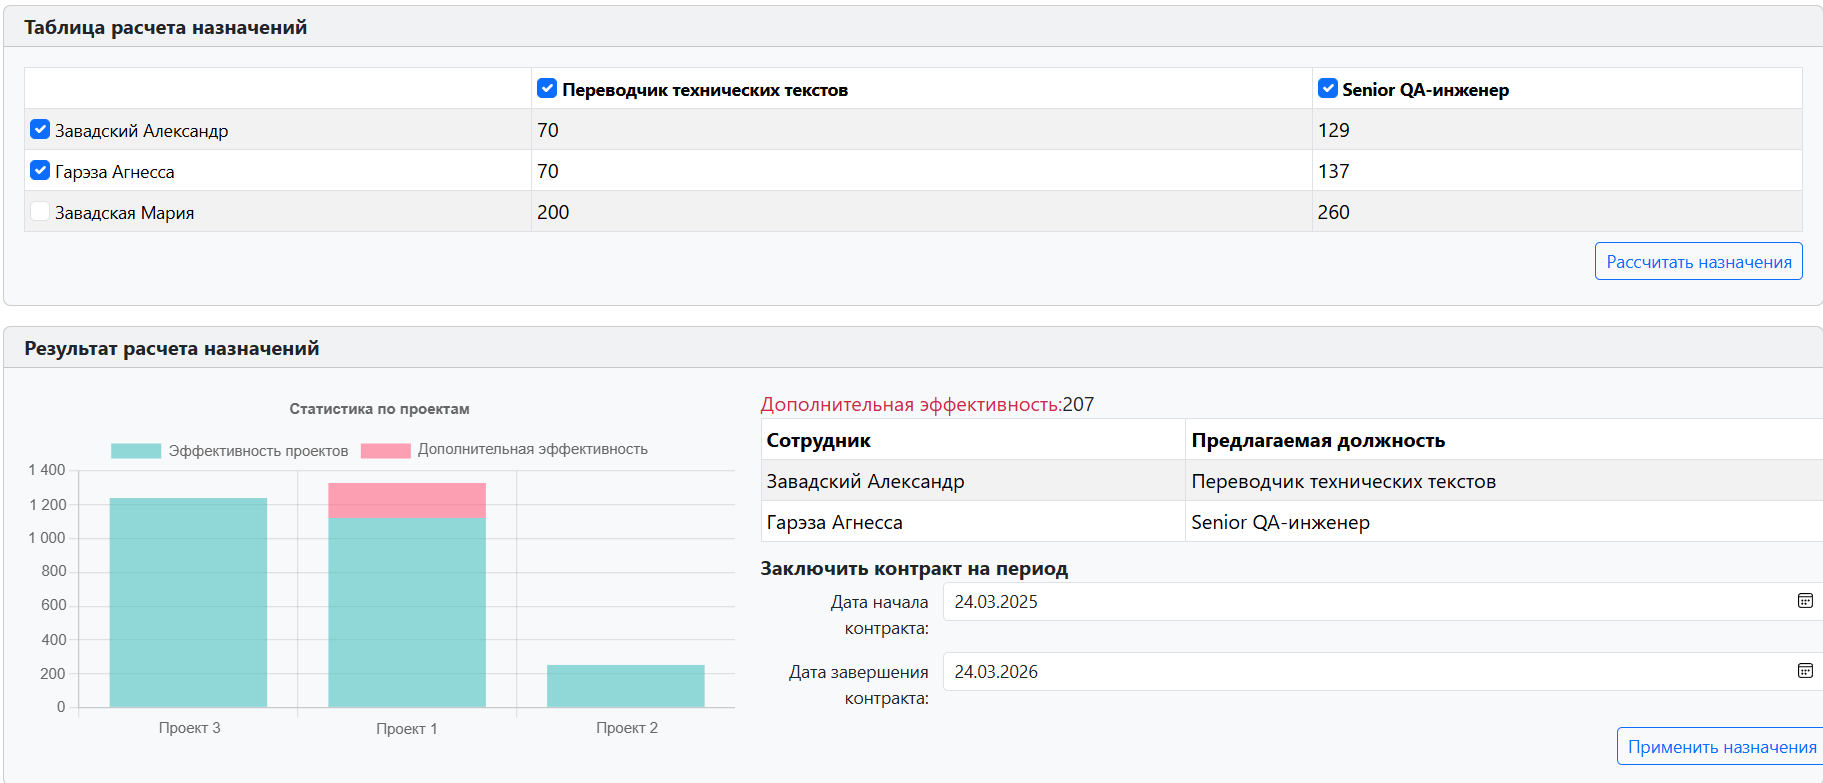 Таблица расчета назначений
Переводчик технических текстов Senior QA-инженер
Завадский Александр 70 129
Гарэза Агнесса 70 137
Завадская Мария 200 260
Рассчитать назначения
Результат расчета назначений
Статистика по проектам
Эффективность проектов Дополнительная эффективность
1 400
1 200
1 000
800
600
400
200
0
Проект 3 Проект 1 Проект 2
Дополнительная эффективность:207
Сотрудник Предлагаемая должность
Завадский Александр Переводчик технических текстов
Гарэза Агнесса Senior QA-инженер
Заключить контракт на период
Дата начала
контракта:
24.03.2025
Дата завершения
контракта:
24.03.2026
Применить назначения